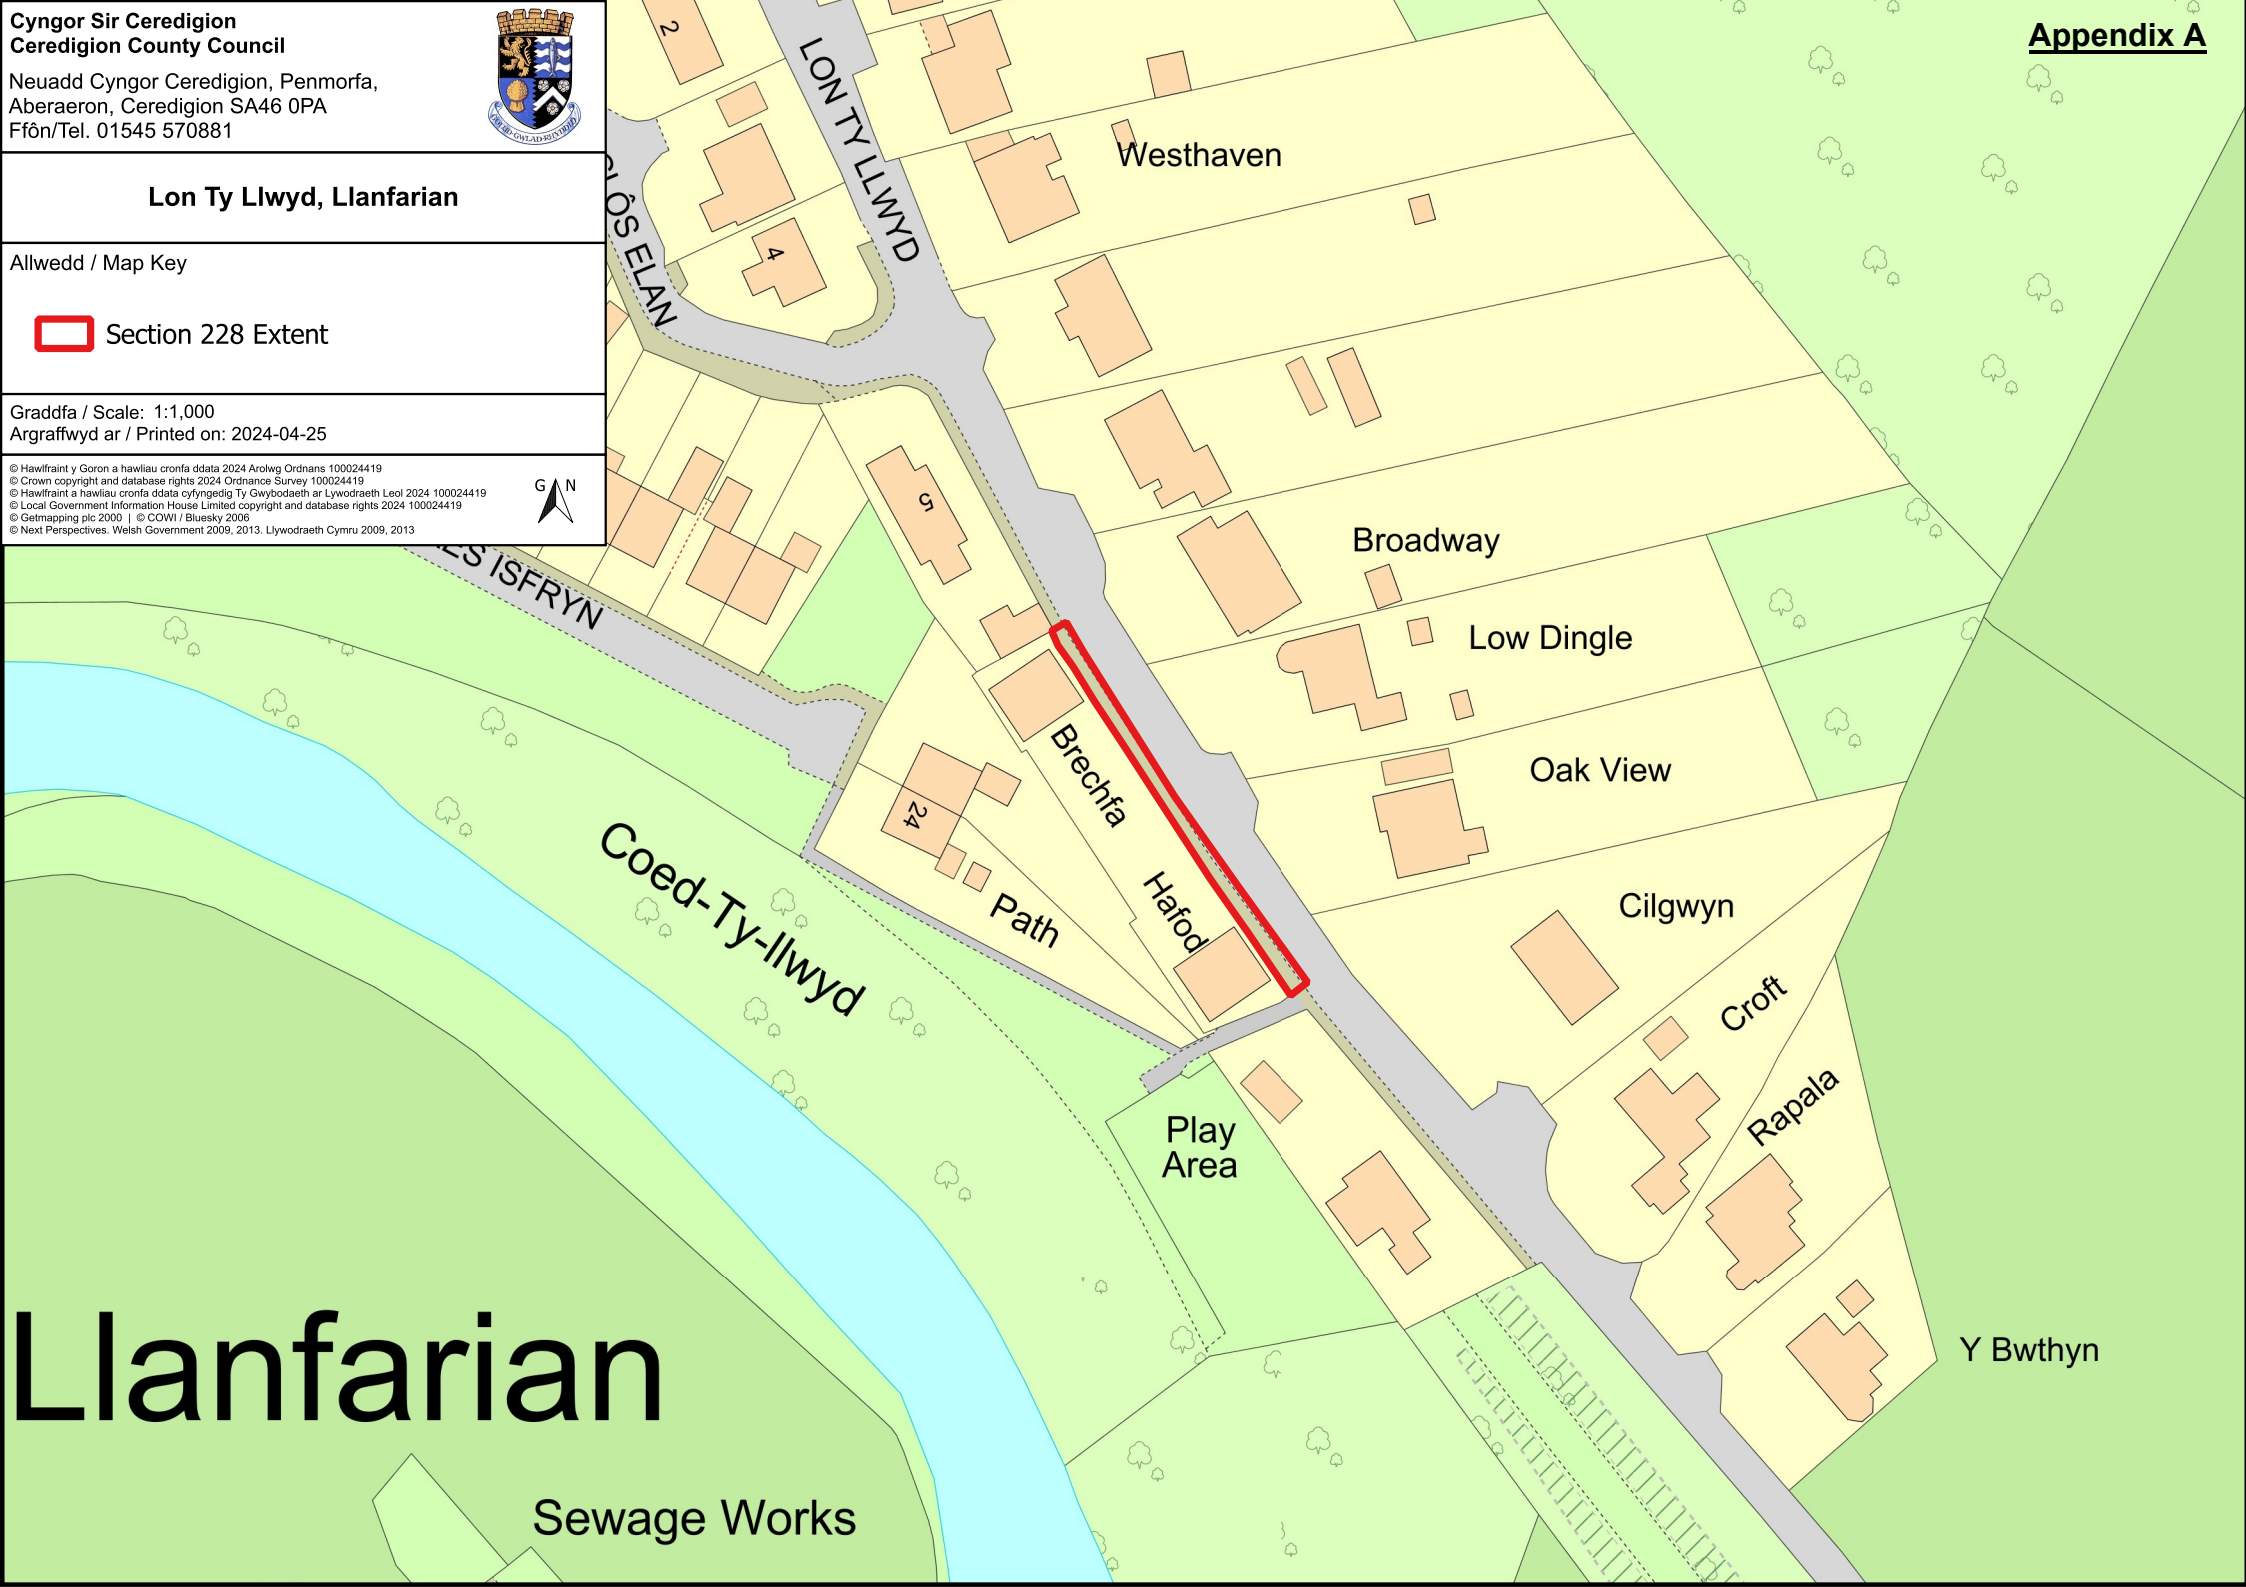 Cyngor Sir Ceredigion
Ceredigion County Council
Neuadd Cyngor Ceredigion, Penmorfa,
Aberaeron, Ceredigion SA46 0PA
Ffôn/Tel. 01545 570881
Lon Ty Llwyd, Llanfarian
Allwedd / Map Key
Section 228 Extent
Graddfa / Scale: 1:1,000
Argraffwyd ar / Printed on: 2024-04-25
© Hawlfraint y Goron a hawliau cronfa ddata 2024 Arolwg Ordnans 100024419
© Crown copyright and database rights 2024 Ordnance Survey 100024419
© Hawlfraint a hawliau cronfa ddata cyfyngedig Ty Gwybodaeth ar Lywodraeth Leol 2024 100024419
© Local Government Information House Limited copyright and database rights 2024 100024419
© Getmapping plc 2000 | © COWI / Bluesky 2006
© Next Perspectives. Welsh Government 2009, 2013. Llywodraeth Cymru 2009, 2013
G N
Appendix A
2
LON TY LLWYD
Westhaven
ELAN
4
5
Broadway
ISFRYN
Low Dingle
Oak View
Brechfa
24
Coed-Ty-llwyd
Hafod
Path
Cilgwyn
Croft
Rapala
Play
Area
Y Bwthyn
Llanfarian
Sewage Works